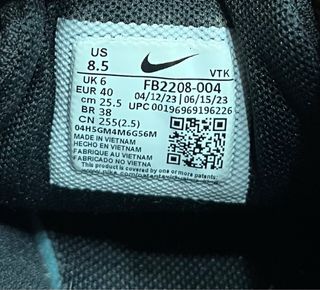 US
8.5
VTK
UK 6
FB2208-004
EUR 40
04/12/23 | 06/15/23
cm 25.5
UPC 00196969196226
BR 38
CN 255(2.5)
04H5GM4M6G56M
MADE IN VIETNAM
HECHO EN VIETNAM
FABRIQUE AU VIETNAM
FABRICADO NO VIETNAM
This product is covered by one or more patents. See